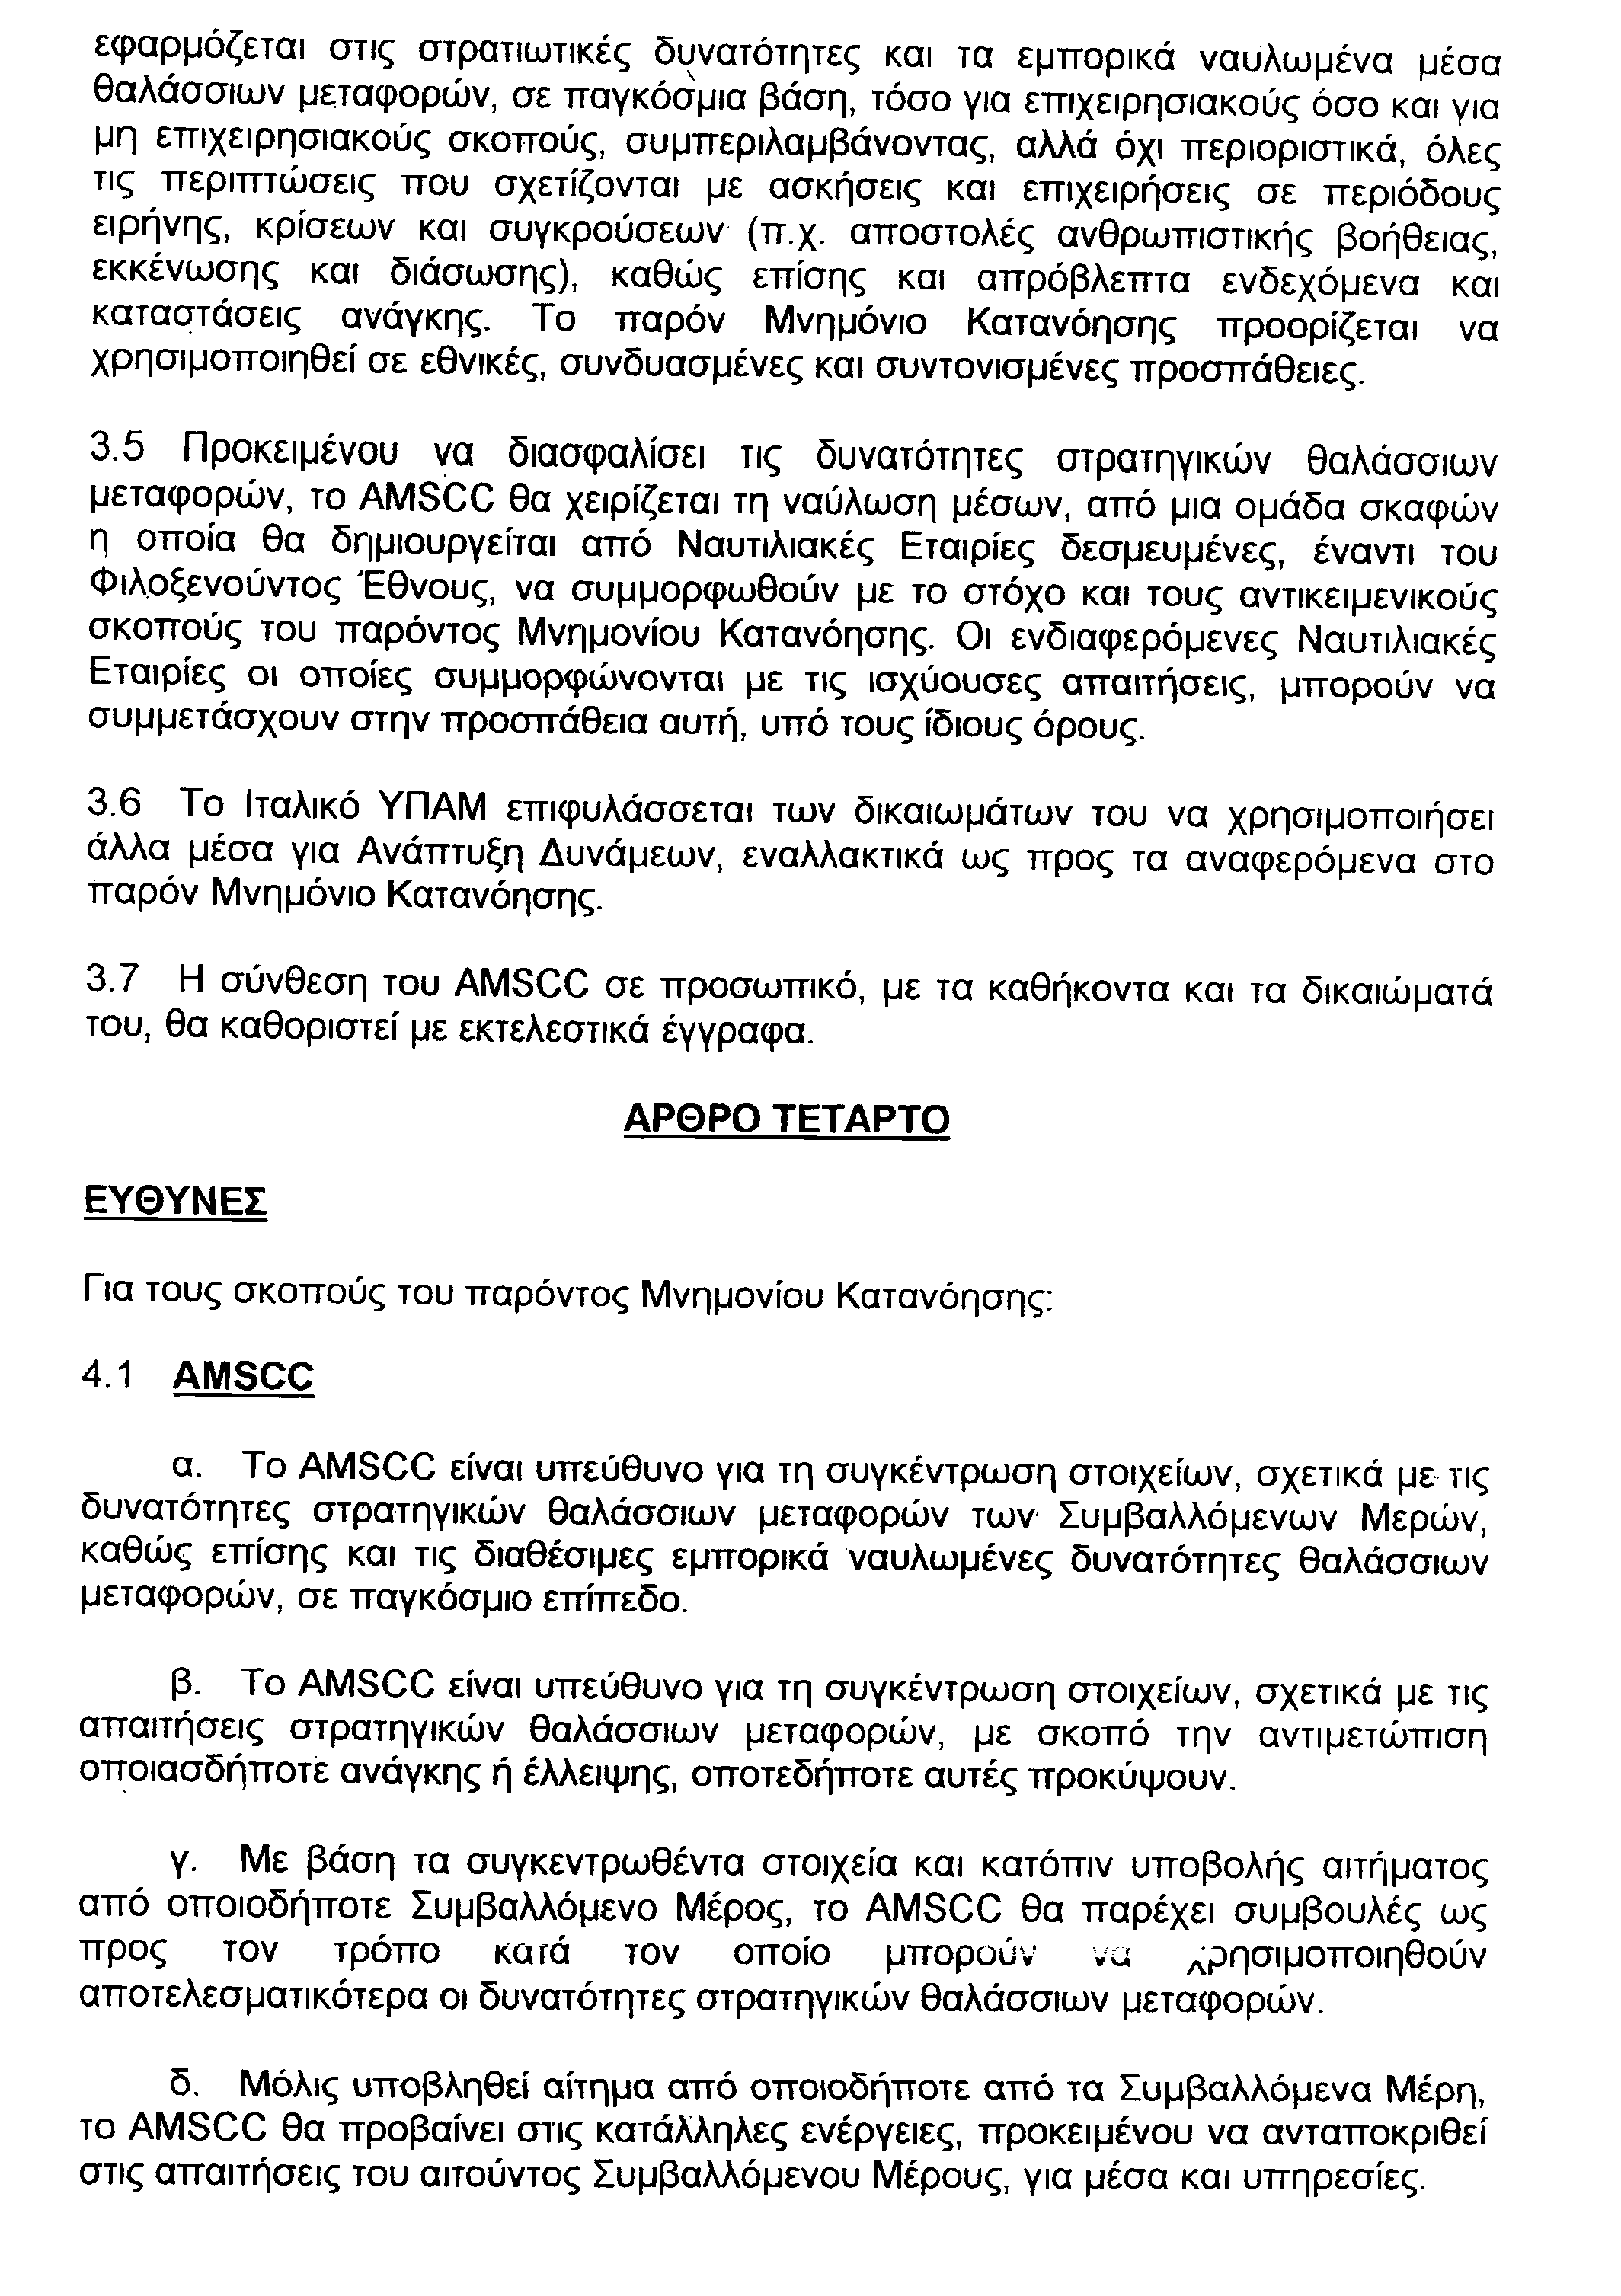 εφαρμόζεται στις στρατιωτικές δυνατότητες και τα εμπορικά ναυλωμένα μέσα
θαλάσσιων μεταφορών, σε παγκόσμια βάση, τόσο για επιχειρησιακούς όσο και για
μη επιχειρησιακούς σκοπούς, συμπεριλαμβάνοντας, αλλά όχι περιοριστικά, όλες
τις περιπτώσεις που σχετίζονται με ασκήσεις και επιχειρήσεις σε περιόδους
ειρήνης, κρίσεων και συγκρούσεων (π.χ. αποστολές ανθρωπιστικής βοήθειας,
εκκένωσης και διάσωσης), καθώς επίσης και απρόβλεπτα ενδεχόμενα και
καταστάσεις ανάγκης. Το παρόν Μνημόνιο Κατανόησης προορίζεται να
χρησιμοποιηθεί σε εθνικές, συνδυασμένες και συντονισμένες προσπάθειες.
3.5 Προκειμένου να διασφαλίσει τις δυνατότητες στρατηγικών θαλάσσιων
μεταφορών, το AMSCC θα χειρίζεται τη ναύλωση μέσων, από μια ομάδα σκαφών
η οποία θα δημιουργείται από Ναυτιλιακές Εταιρίες δεσμευμένες, έναντι του
Φιλοξενούντος Έθνους, να συμμορφωθούν με το στόχο και τους αντικειμενικούς
σκοπούς του παρόντος Μνημονίου Κατανόησης. Οι ενδιαφερόμενες Ναυτιλιακές
Εταιρίες οι οποίες συμμορφώνονται με τις ισχύουσες απαιτήσεις, μπορούν να
συμμετάσχουν στην προσπάθεια αυτή, υπό τους ίδιους όρους.
3.6 Το Ιταλικό ΥΠΑΜ επιφυλάσσεται των δικαιωμάτων του να χρησιμοποιήσει
άλλα μέσα για Ανάπτυξη Δυνάμεων, εναλλακτικά ως προς τα αναφερόμενα στο
παρόν Μνημόνιο Κατανόησης.
3.7 Η σύνθεση του AMSCC σε προσωπικό, με τα καθήκοντα και τα δικαιώματά
του, θα καθοριστεί με εκτελεστικά έγγραφα.
ΑΡΘΡΟ ΤΕΤΑΡΤΟ
ΕΥΘΥΝΕΣ
Για τους σκοπούς του παρόντος Μνημονίου Κατανόησης:
4.1 AMSCC
α. Το AMSCC είναι υπεύθυνο για τη συγκέντρωση στοιχείων, σχετικά με τις
δυνατότητες στρατηγικών θαλάσσιων μεταφορών των Συμβαλλόμενων Μερών,
καθώς επίσης και τις διαθέσιμες εμπορικά ναυλωμένες δυνατότητες θαλάσσιων
μεταφορών, σε παγκόσμιο επίπεδο.
β. Το AMSCC είναι υπεύθυνο για τη συγκέντρωση στοιχείων, σχετικά με τις
απαιτήσεις στρατηγικών θαλάσσιων μεταφορών, με σκοπό την αντιμετώπιση
οποιασδήποτε ανάγκης ή έλλειψης, οποτεδήποτε αυτές προκύψουν.
γ. Με βάση τα συγκεντρωθέντα στοιχεία και κατόπιν υποβολής αιτήματος
από οποιοδήποτε Συμβαλλόμενο Μέρος, το AMSCC θα παρέχει συμβουλές ως
προς τον τρόπο κατά τον οποίο μπορούν να χρησιμοποιηθούν
αποτελεσματικότερα οι δυνατότητες στρατηγικών θαλάσσιων μεταφορών.
δ. Μόλις υποβληθεί αίτημα από οποιοδήποτε από τα Συμβαλλόμενα Μέρη,
το AMSCC θα προβαίνει στις κατάλληλες ενέργειες, προκειμένου να ανταποκριθεί
στις απαιτήσεις του αιτούντος Συμβαλλόμενου Μέρους, για μέσα και υπηρεσίες.